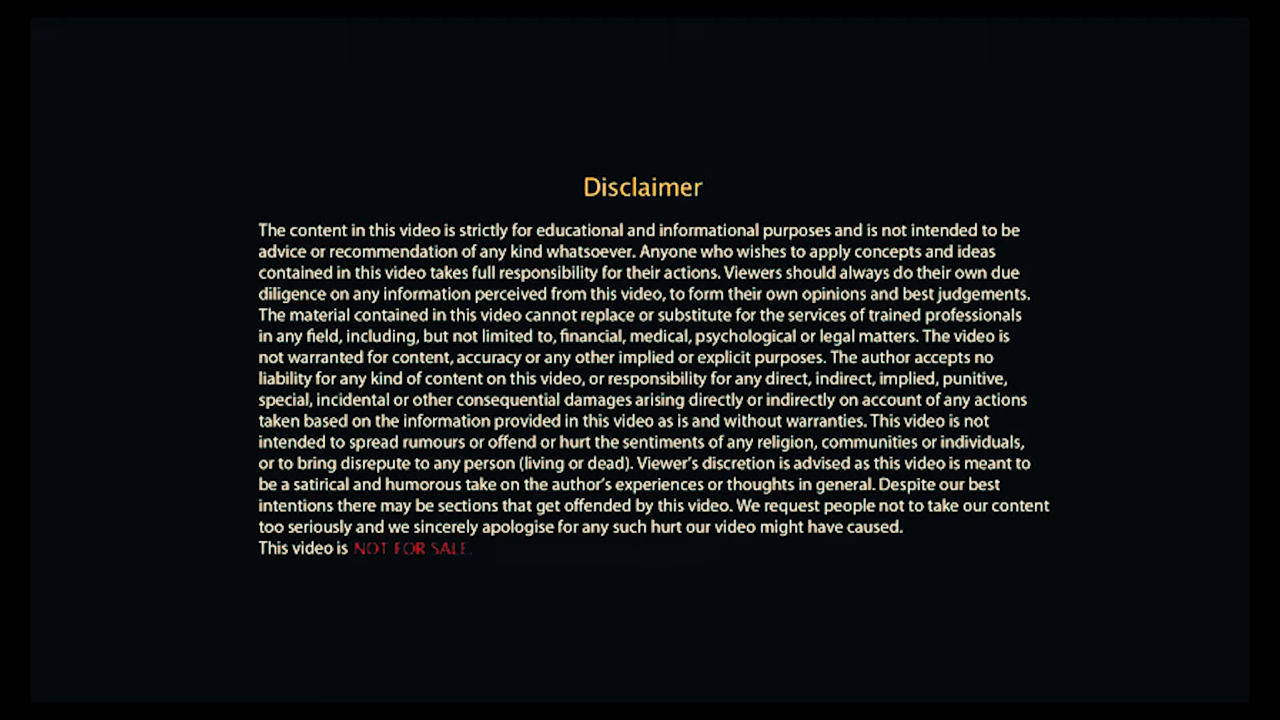 Disclaimer
The content in this video is strictly for educational and informational purposes and is not intended to be
advice or recommendation of any kind whatsoever. Anyone who wishes to apply concepts and ideas
contained in this video takes full responsibility for their actions. Viewers should always do their own due
diligence on any information perceived from this video, to form their own opinions and best judgements.
The material contained in this video cannot replace or substitute for the services of trained professionals
in any field, including, but not limited to, financial, medical, psychological or legal matters. The video is
not warranted for content, accuracy or any other implied or explicit purposes. The author accepts no
liability for any kind of content on this video, or responsibility for any direct, indirect, implied, punitive,
special, incidental or other consequential damages arising directly or indirectly on account of any actions
taken based on the information provided in this video as is and without warranties. This video is not
intended to spread rumours or offend or hurt the sentiments of any religion, communities or individuals,
or to bring disrepute to any person (living or dead). Viewer's discretion is advised as this video is meant to
be a satirical and humorous take on the author's experiences or thoughts in general. Despite our best
intentions there may be sections that get offended by this video. We request people not to take our content
too seriously and we sincerely apologise for any such hurt our video might have caused.
This video is NOT FOR SALE.